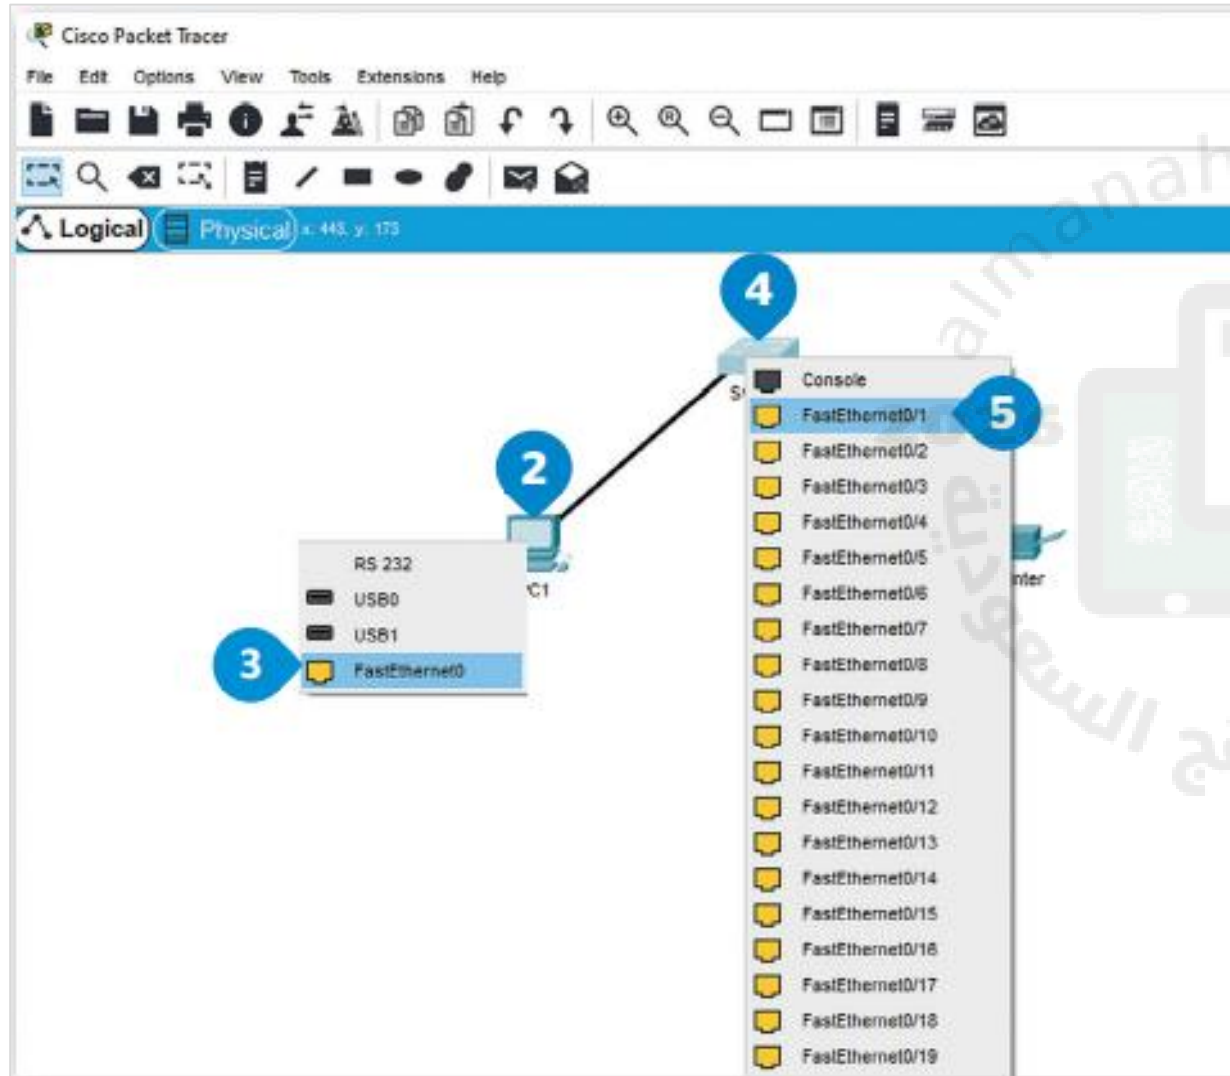 Cisco Packet Tracer
File Edit Options View Tools Extensions Help
Logical Physical x: 443, y: 173
4
Console
FastEthernet0/1
5
FastEthernet0/2
2
FastEthernet0/3
FastEthernet0/4
FastEthernet0/5
RS 232
nter
C1
FastEthernet0/6
USB0
FastEthernet0/7
USB1
3
FastEthernet0
FastEthernet0/8
FastEthernet0/9
FastEthernet0/10
FastEthernet0/11
FastEthernet0/12
FastEthernet0/13
FastEthernet0/14
FastEthernet0/15
FastEthernet0/16
FastEthernet0/17
FastEthernet0/18
FastEthernet0/19
almanah